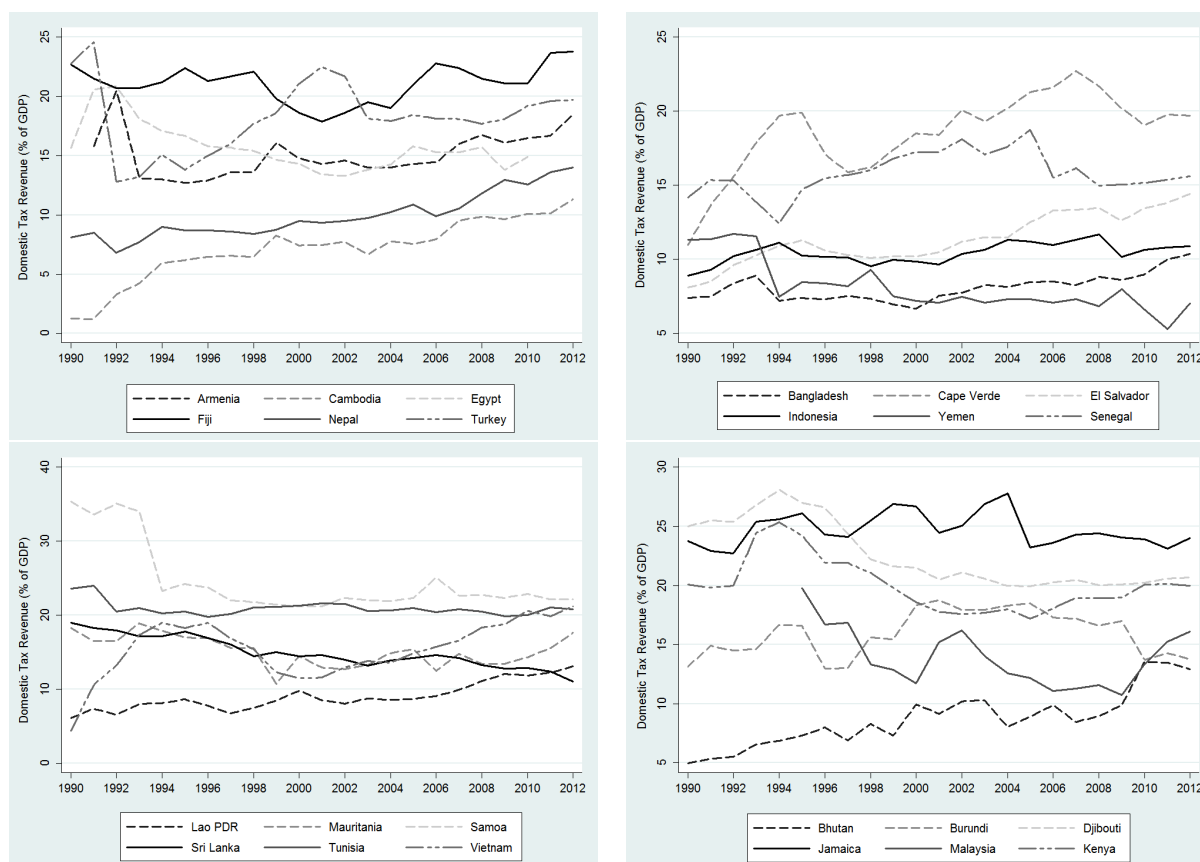 Domestic Tax Revenue (% of GDP)
25
20
15
10
5
0
1990 1992 1994 1996 1998 2000 2002 2004 2006 2008 2010 2012
Armenia Cambodia Egypt
Fiji Nepal Turkey
Domestic Tax Revenue (% of GDP)
25
20
15
10
5
1990 1992 1994 1996 1998 2000 2002 2004 2006 2008 2010 2012
Bangladesh Cape Verde El Salvador
Indonesia Yemen Senegal
Domestic Tax Revenue (% of GDP)
40
30
20
10
0
1990 1992 1994 1996 1998 2000 2002 2004 2006 2008 2010 2012
Lao PDR Mauritania Samoa
Sri Lanka Tunisia Vietnam
Domestic Tax Revenue (% of GDP)
30
25
20
15
10
5
1990 1992 1994 1996 1998 2000 2002 2004 2006 2008 2010 2012
Bhutan Burundi Djibouti
Jamaica Malaysia Kenya